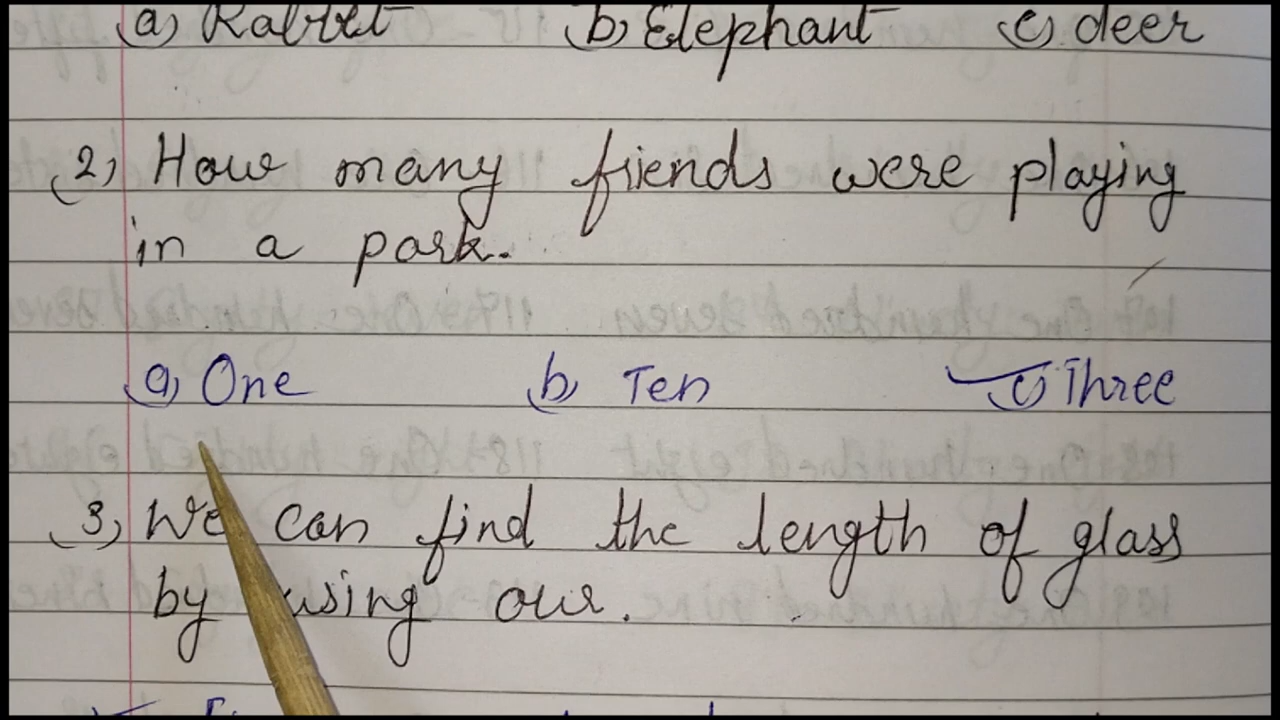 a) Rabbit b) Elephant c) deer
2) How many friends were playing
in a park.
a) One b) Ten c) Three
3) We can find the length of glass
by using our.